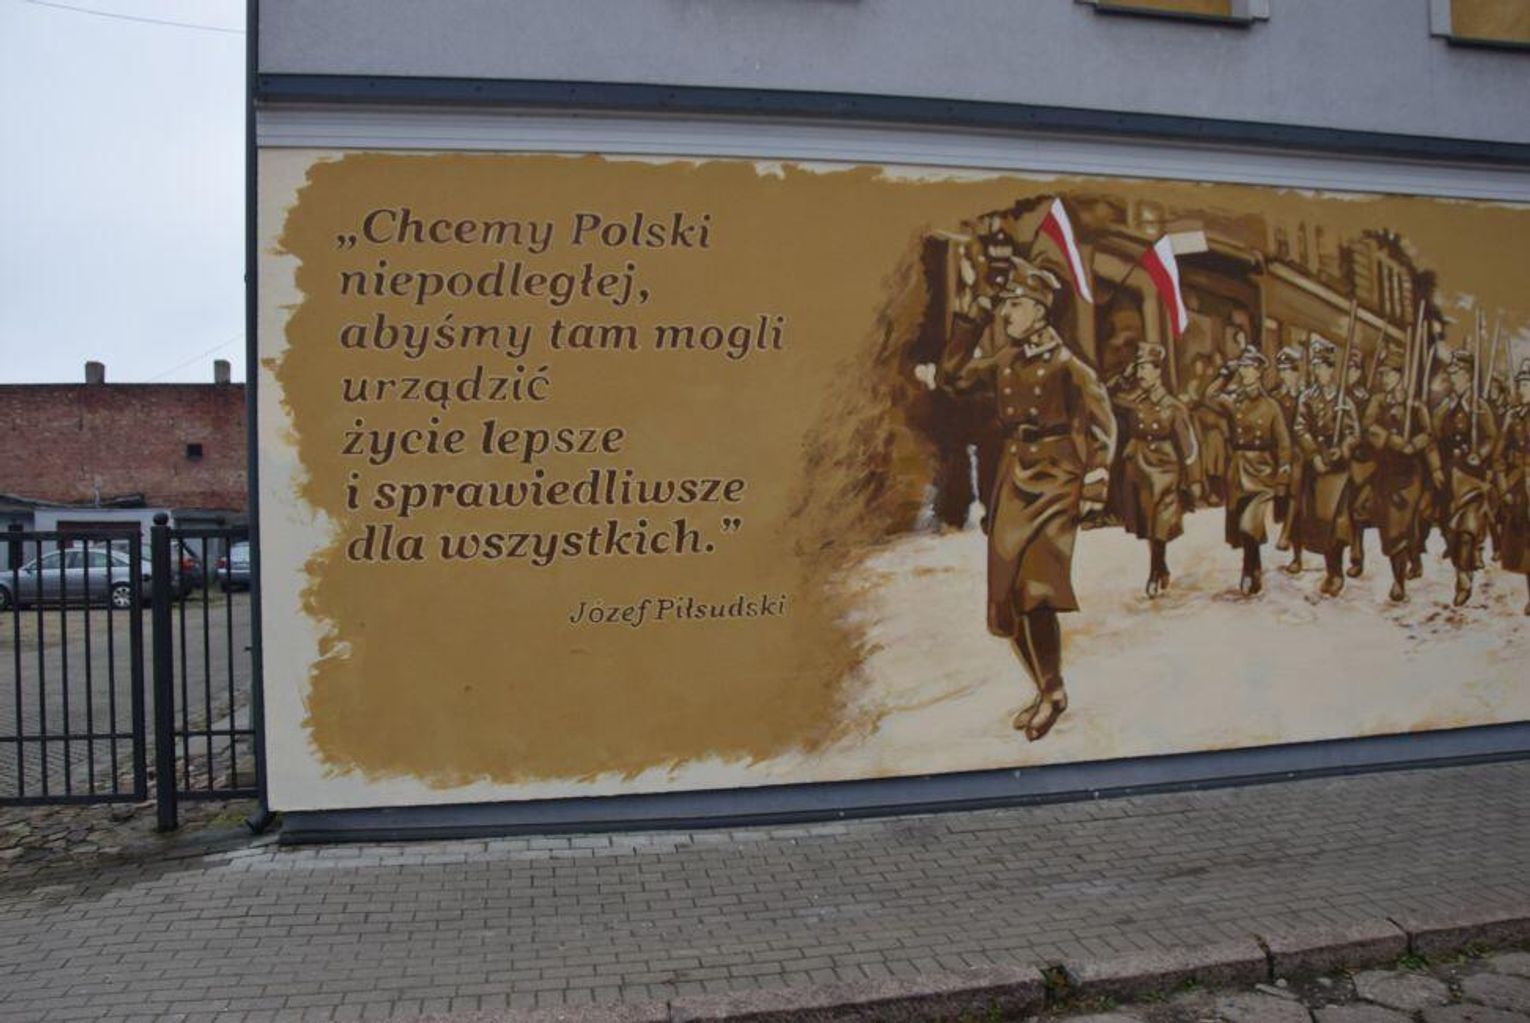 „Chcemy Polski
niepodległej,
abyśmy tam mogli
urządzić
życie lepsze
i sprawiedliwsze
dla wszystkich.”
Józef Piłsudski